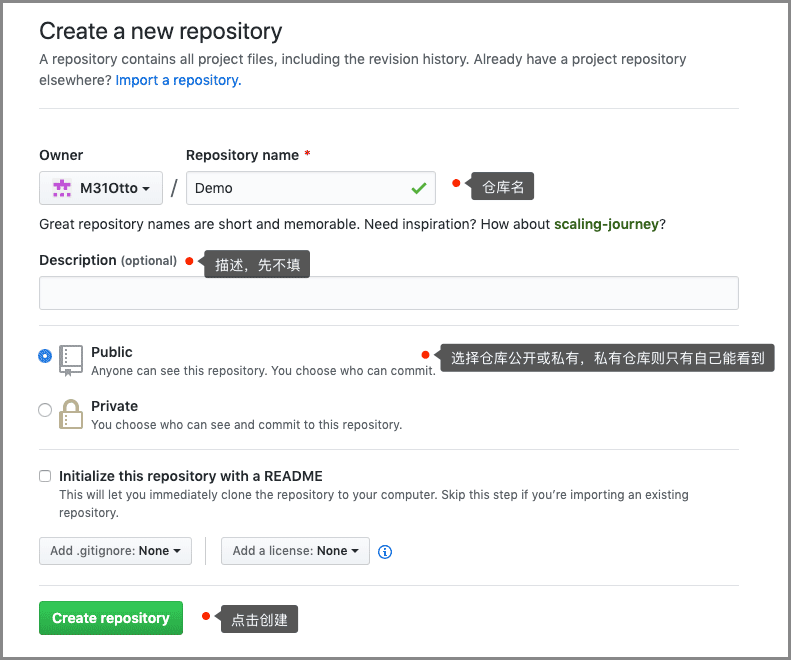 Create a new repository
A repository contains all project files, including the revision history. Already have a project repository
elsewhere? Import a repository.
Owner
Repository name *
M31Otto / Demo
仓库名
Great repository names are short and memorable. Need inspiration? How about scaling-journey?
Description (optional)
描述，先不填
Public
Anyone can see this repository. You choose who can commit.
选择仓库公开或私有，私有仓库则只有自己能看到
Private
You choose who can see and commit to this repository.
Initialize this repository with a README
This will let you immediately clone the repository to your computer. Skip this step if you’re importing an existing
repository.
Add .gitignore: None
Add a license: None
Create repository
点击创建